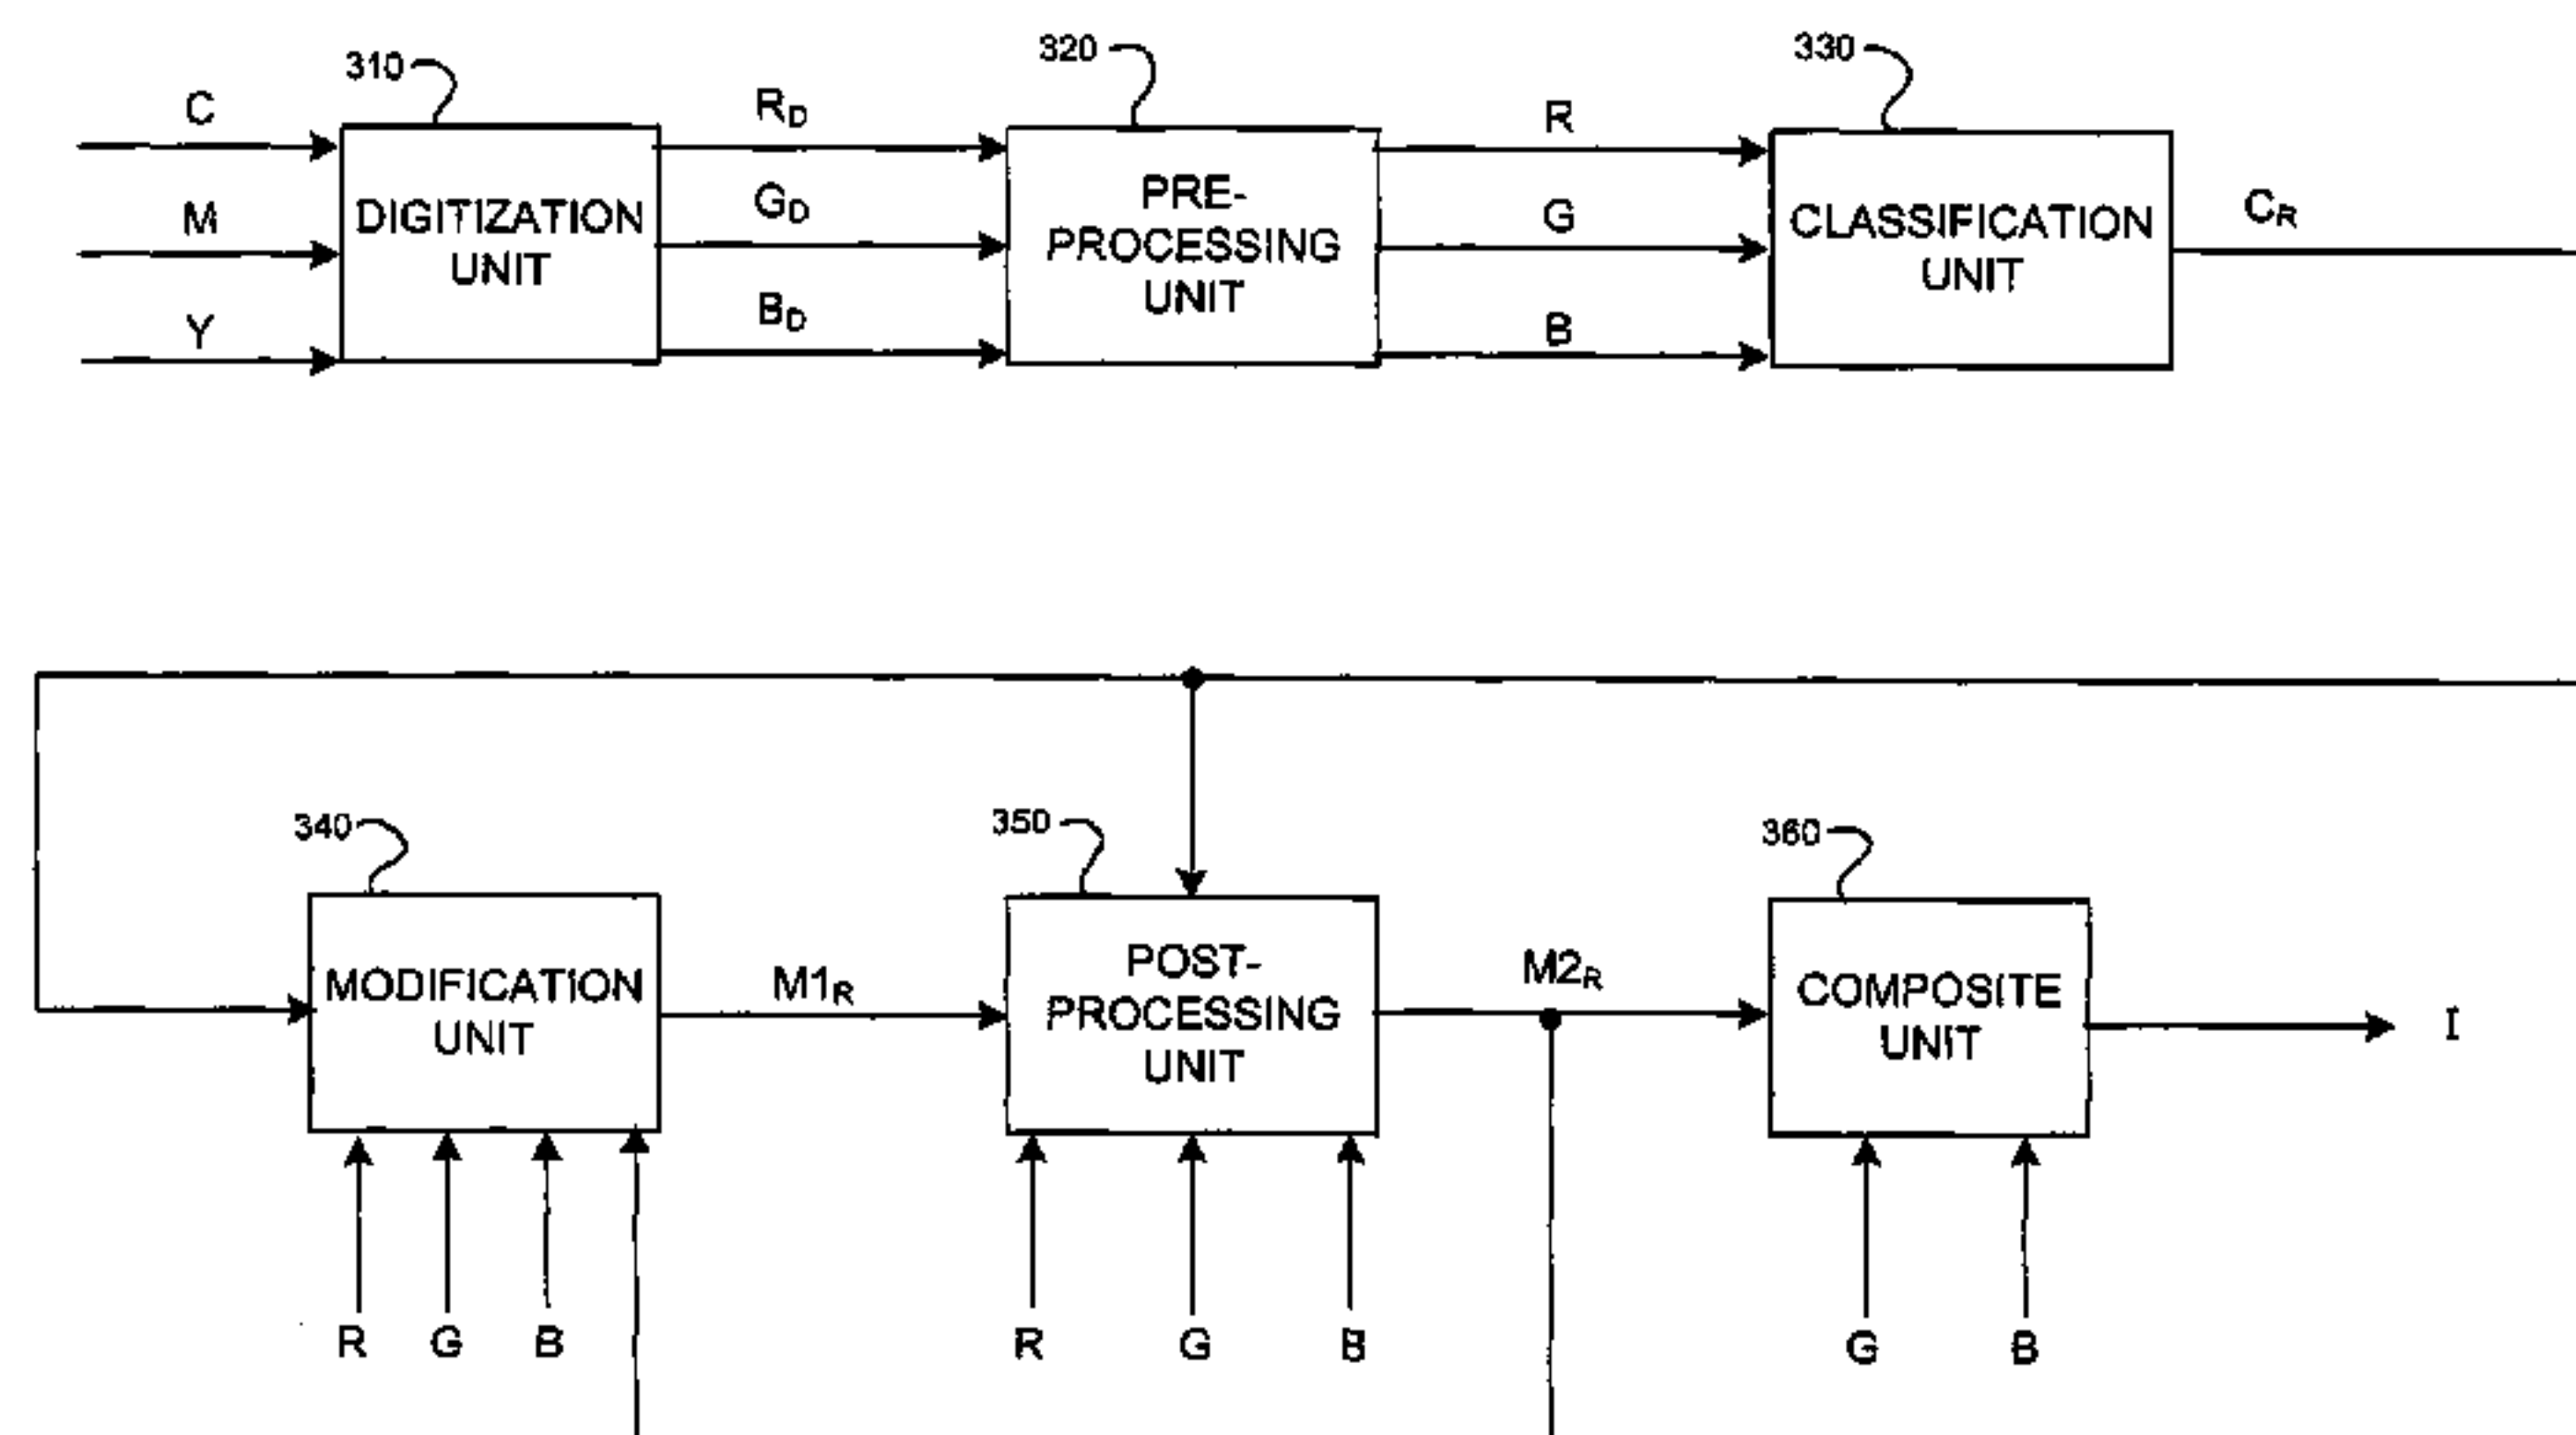 310
320
330
C
M
Y
DIGITIZATION
UNIT
RD
GD
BD
PRE-
PROCESSING
UNIT
R
G
B
CLASSIFICATION
UNIT
CR
340
350
360
MODIFICATION
UNIT
M1R
POST-
PROCESSING
UNIT
M2R
COMPOSITE
UNIT
I
R G B
R G B
G B